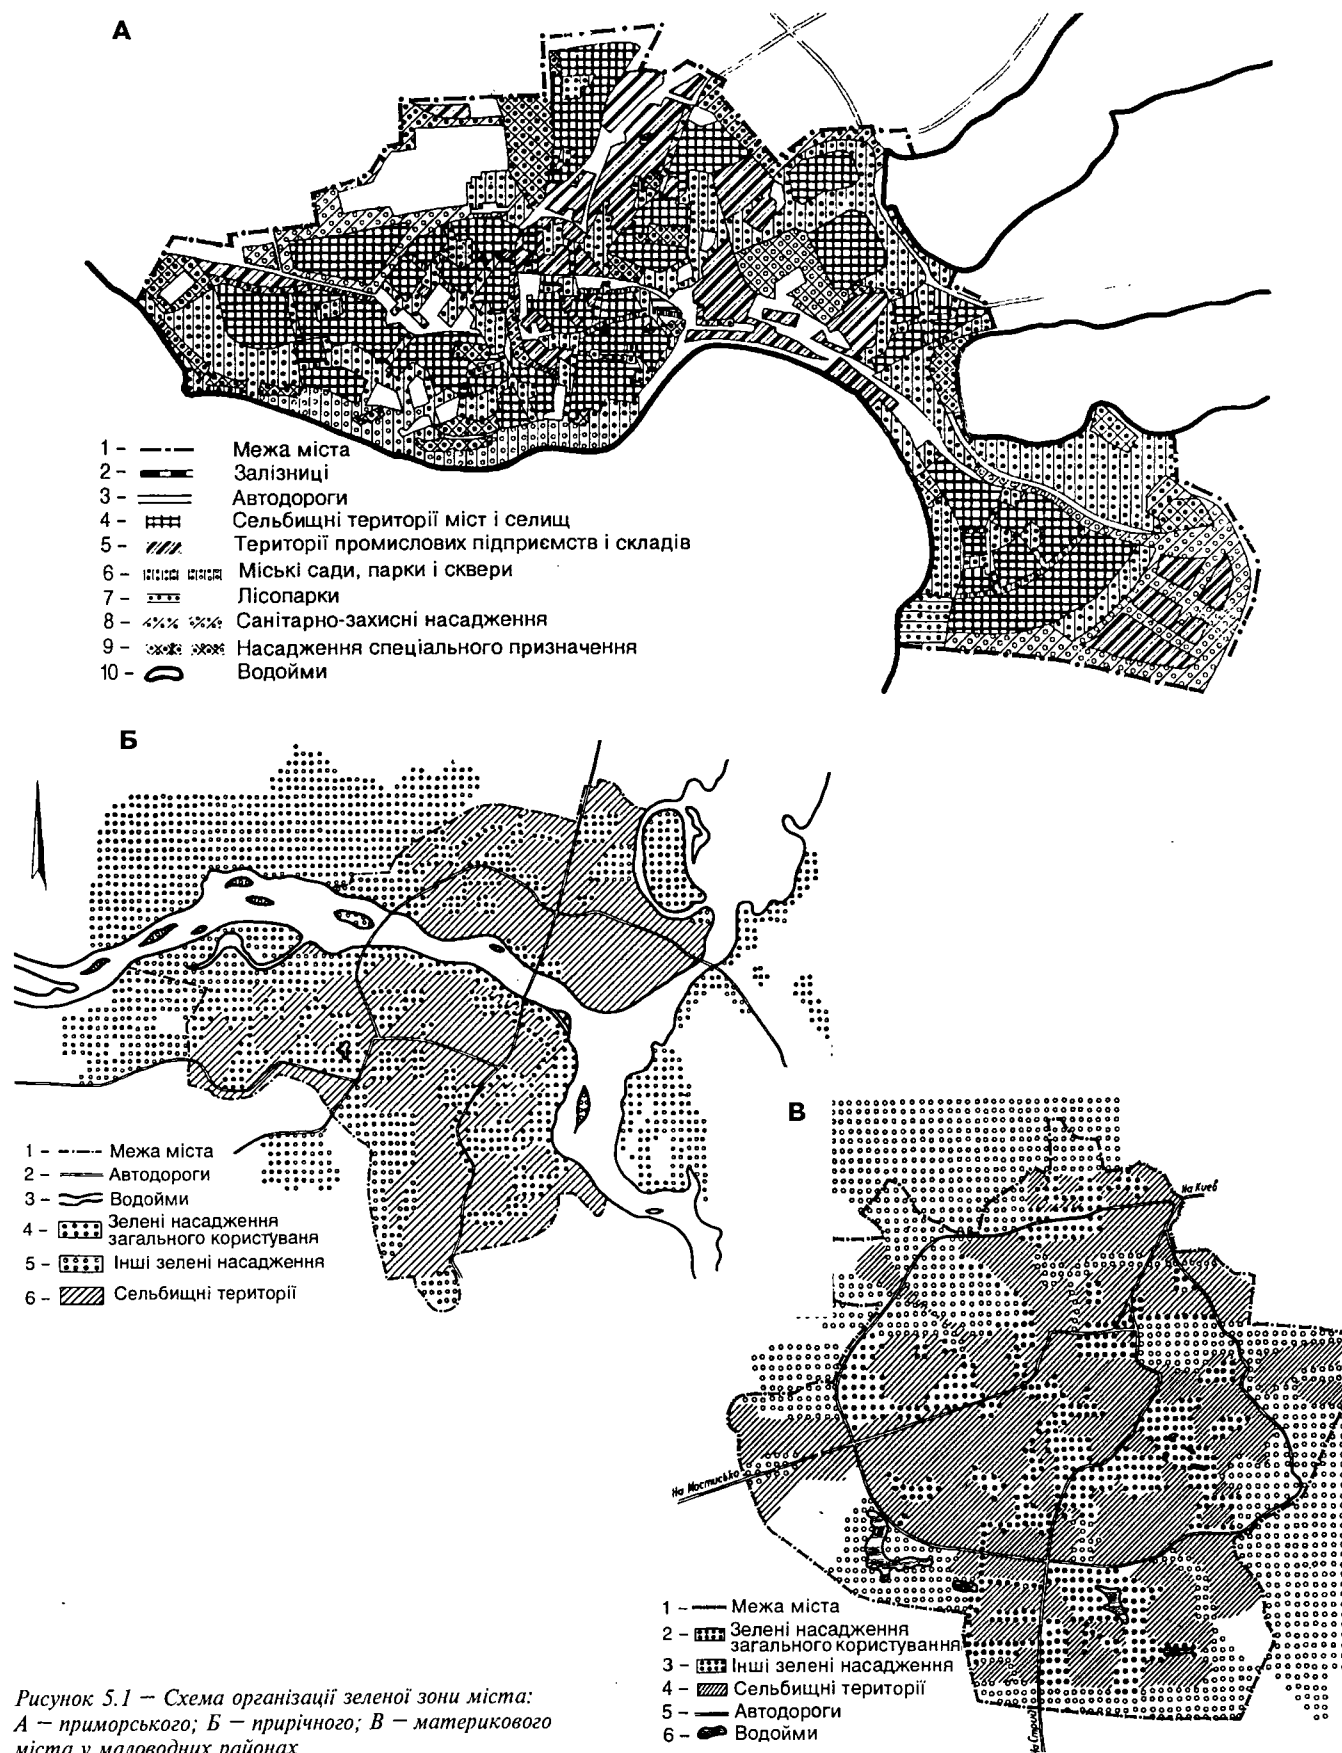 А
1 – Межа міста
2 – Залізниці
3 – Автодороги
4 – Сельбищні території міст і селищ
5 – Території промислових підприємств і складів
6 – Міські сади, парки і сквери
7 – Лісопарки
8 – Санітарно-захисні насадження
9 – Насадження спеціального призначення
10 – Водойми
Б
1 – Межа міста
2 – Автодороги
3 – Водойми
4 – Зелені насадження
загального користуваня
5 – Інші зелені насадження
6 – Сельбищні території
В
На Киев
На Мостисько
На Стрий
1 – Межа міста
2 – Зелені насадження
загального користування
3 – Інші зелені насадження
4 – Сельбищні території
5 – Автодороги
6 – Водойми
Рисунок 5.1 — Схема організації зеленої зони міста:
А — приморського; Б — прирічного; В — материкового
міста у маловодних районах